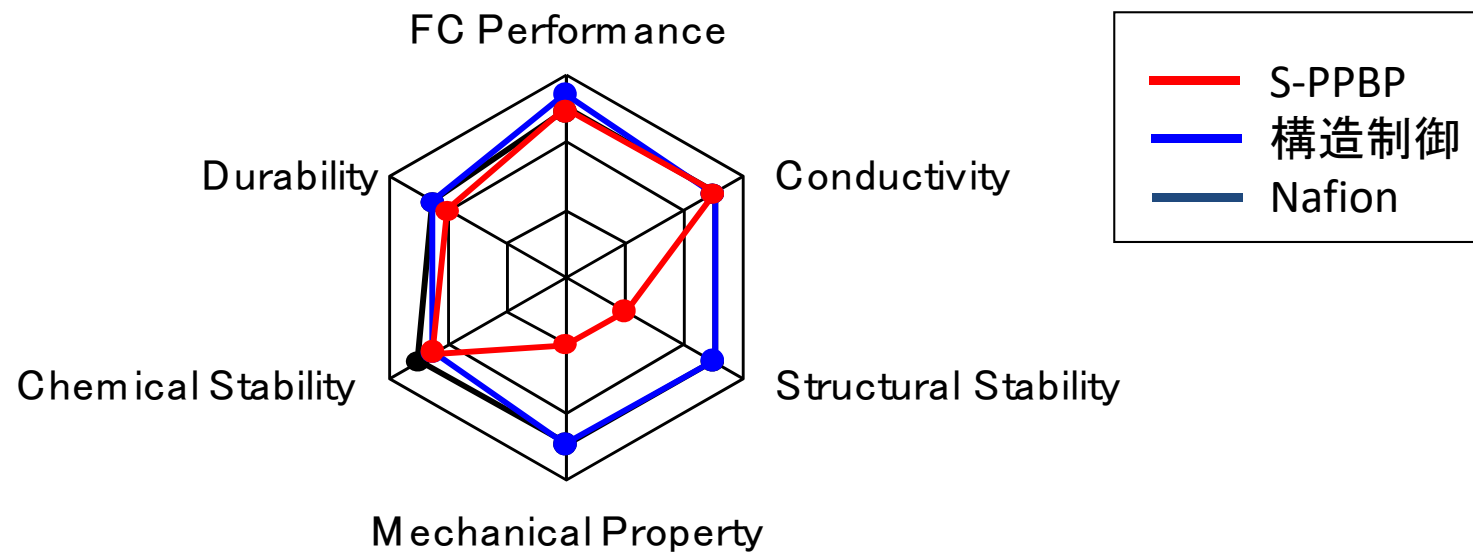 FC Performance
S-PPBP
構造制御
Nafion
Durability
Conductivity
Chemical Stability
Structural Stability
Mechanical Property